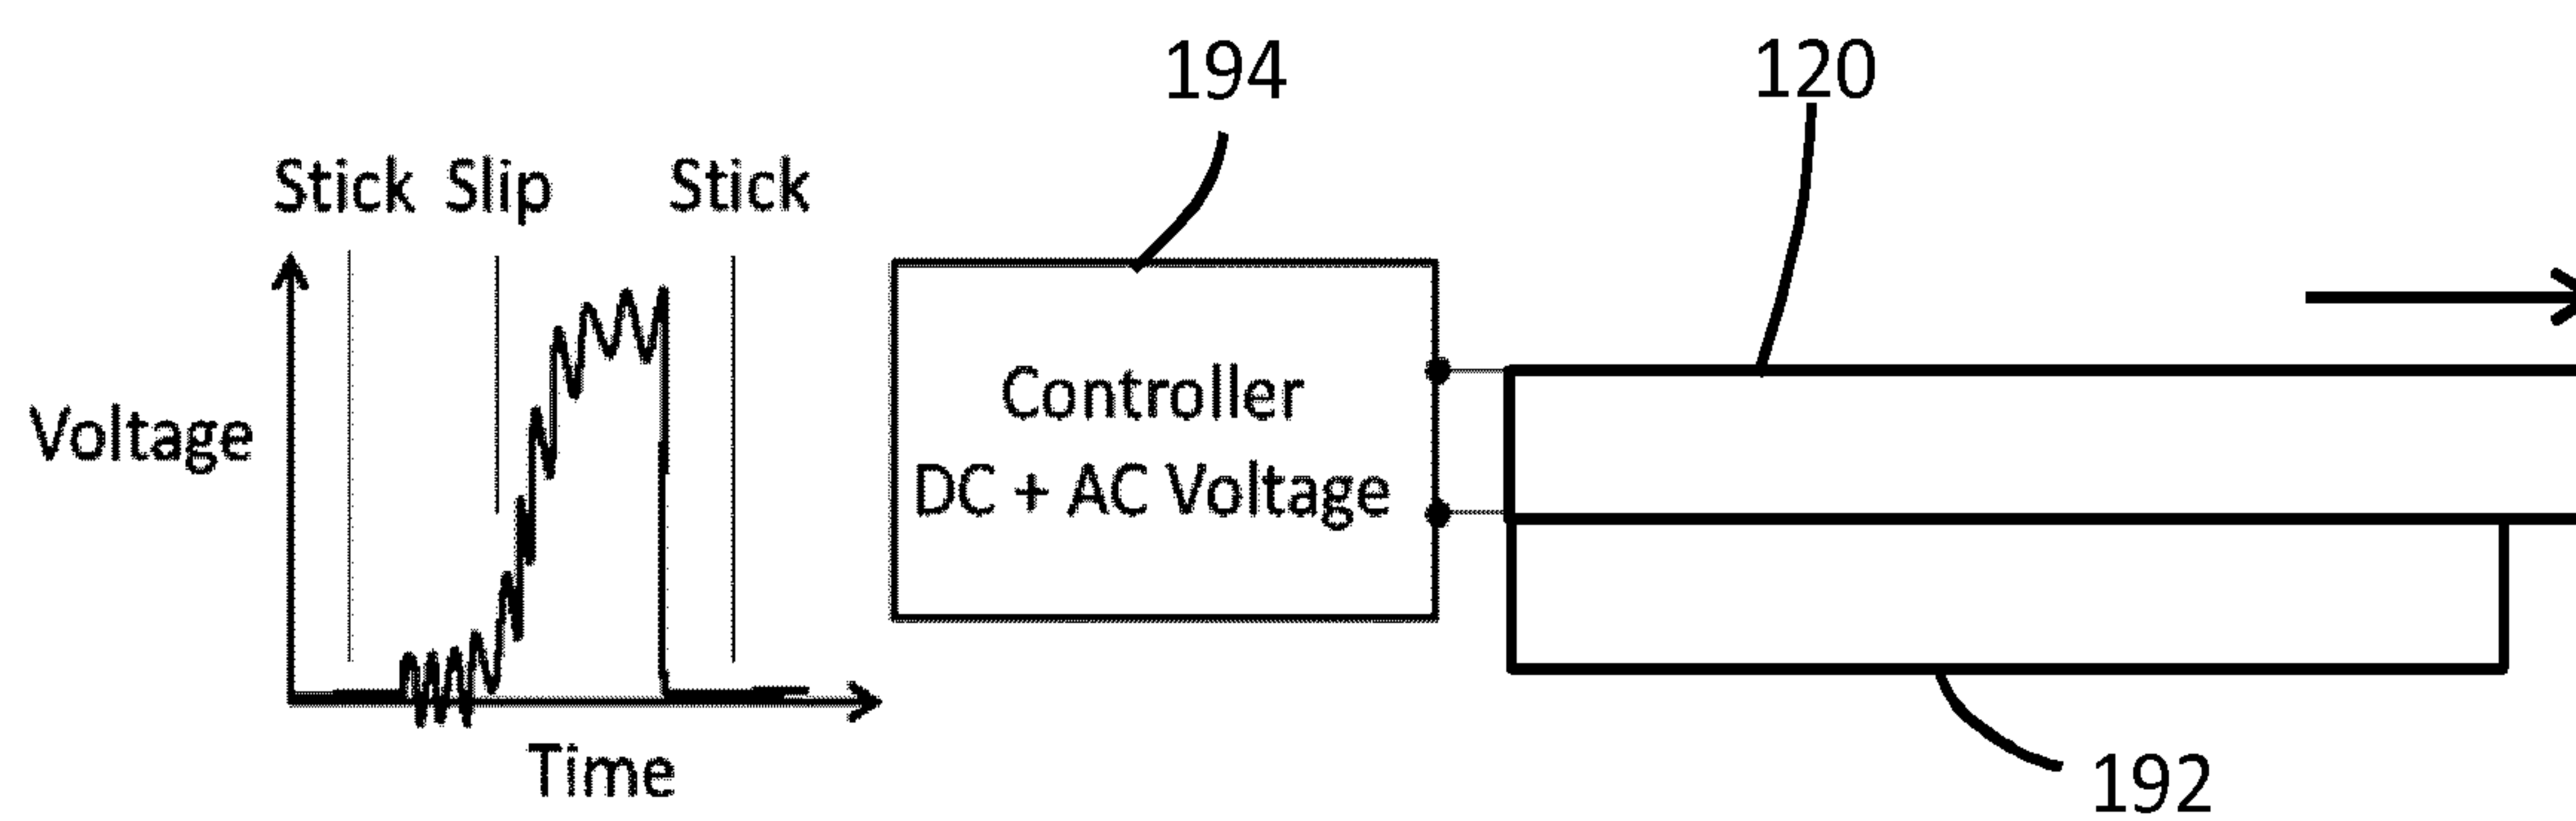 194
120
Stick Slip Stick
Voltage
Controller
DC + AC Voltage
Time
192